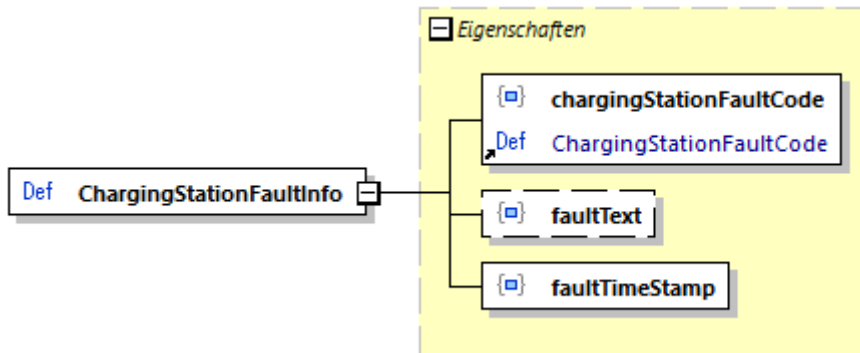 Eigenschaften
chargingStationFaultCode
Def ChargingStationFaultCode
Def ChargingStationFaultInfo
faultText
faultTimeStamp